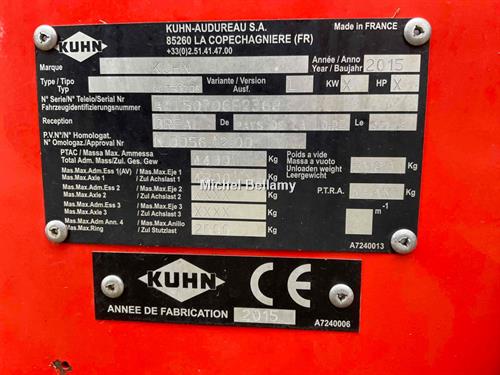 KUHN
KUHN-AUDUREAU S.A.
85260 LA COPECHAGNIERE (FR)
+33(0)2.51.41.47.00
Made in FRANCE
Marque
Année / Anno
Year / Baujahr 2015
Type / Tipo
Typ
Variante / Version
Ausf.
KW X HP X
N° Serie/N° Teleio/Serial Nr
Fahrzeugidentifizierungsnummer
Reception De
P.V.N°/N° Homologat.
N° Omologaz/Approval Nr
PTAC / Massa Max. Ammessa
Total Adm. Mass/Zul. Ges. Gew Kg
Poids a vide
Massa a vuoto
Unloaden weight
Leergewicht Kg
Mas.Max.Adm.Ess 1(AV) / Mas.Max.Eje 1
Mas.Max.Axle 1 / Zul Achslast 1 Kg
Mas.Max.Adm.Ess 2 / Mas.Max.Eje 2
Mas.Max.Axle 2 / Zul Achslast 2 Kg
P.T.R.A. Kg
Mas.Max.Adm.Ess 3 / Mas.Max.Eje 3
Mas.Max.Axle 3 / Zul Achslast 3 XXXX Kg
Mas.Max.Adm Ann. 4 / Mas.Max.Anillo
Mas.Max.Ring / Zul Stutzlast Kg
m-1
A7240013
Michel Bellamy
KUHN CE
ANNEE DE FABRICATION 2015
A7240006